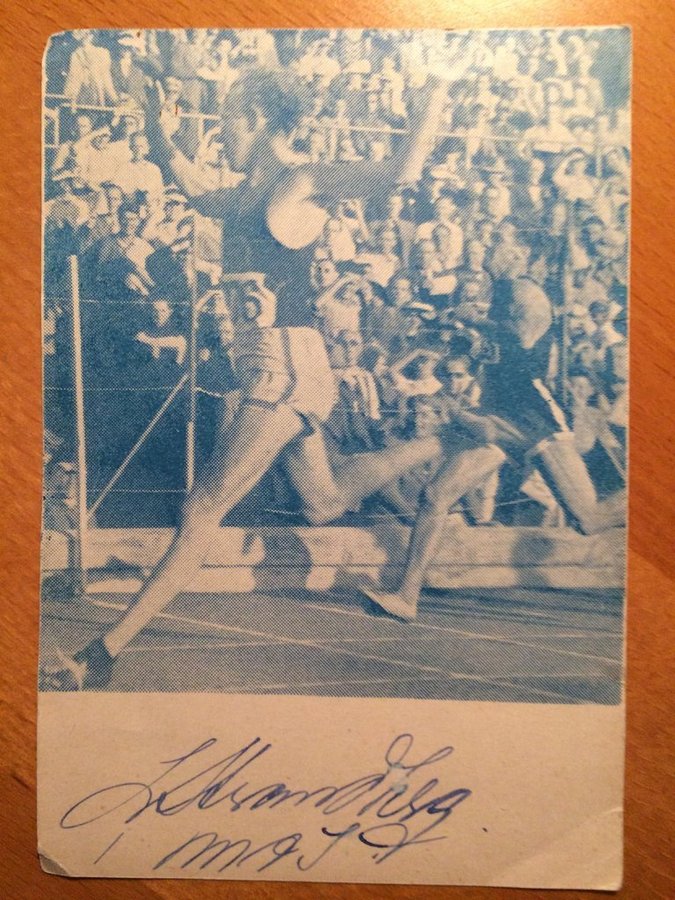 L Strandberg.
M A I